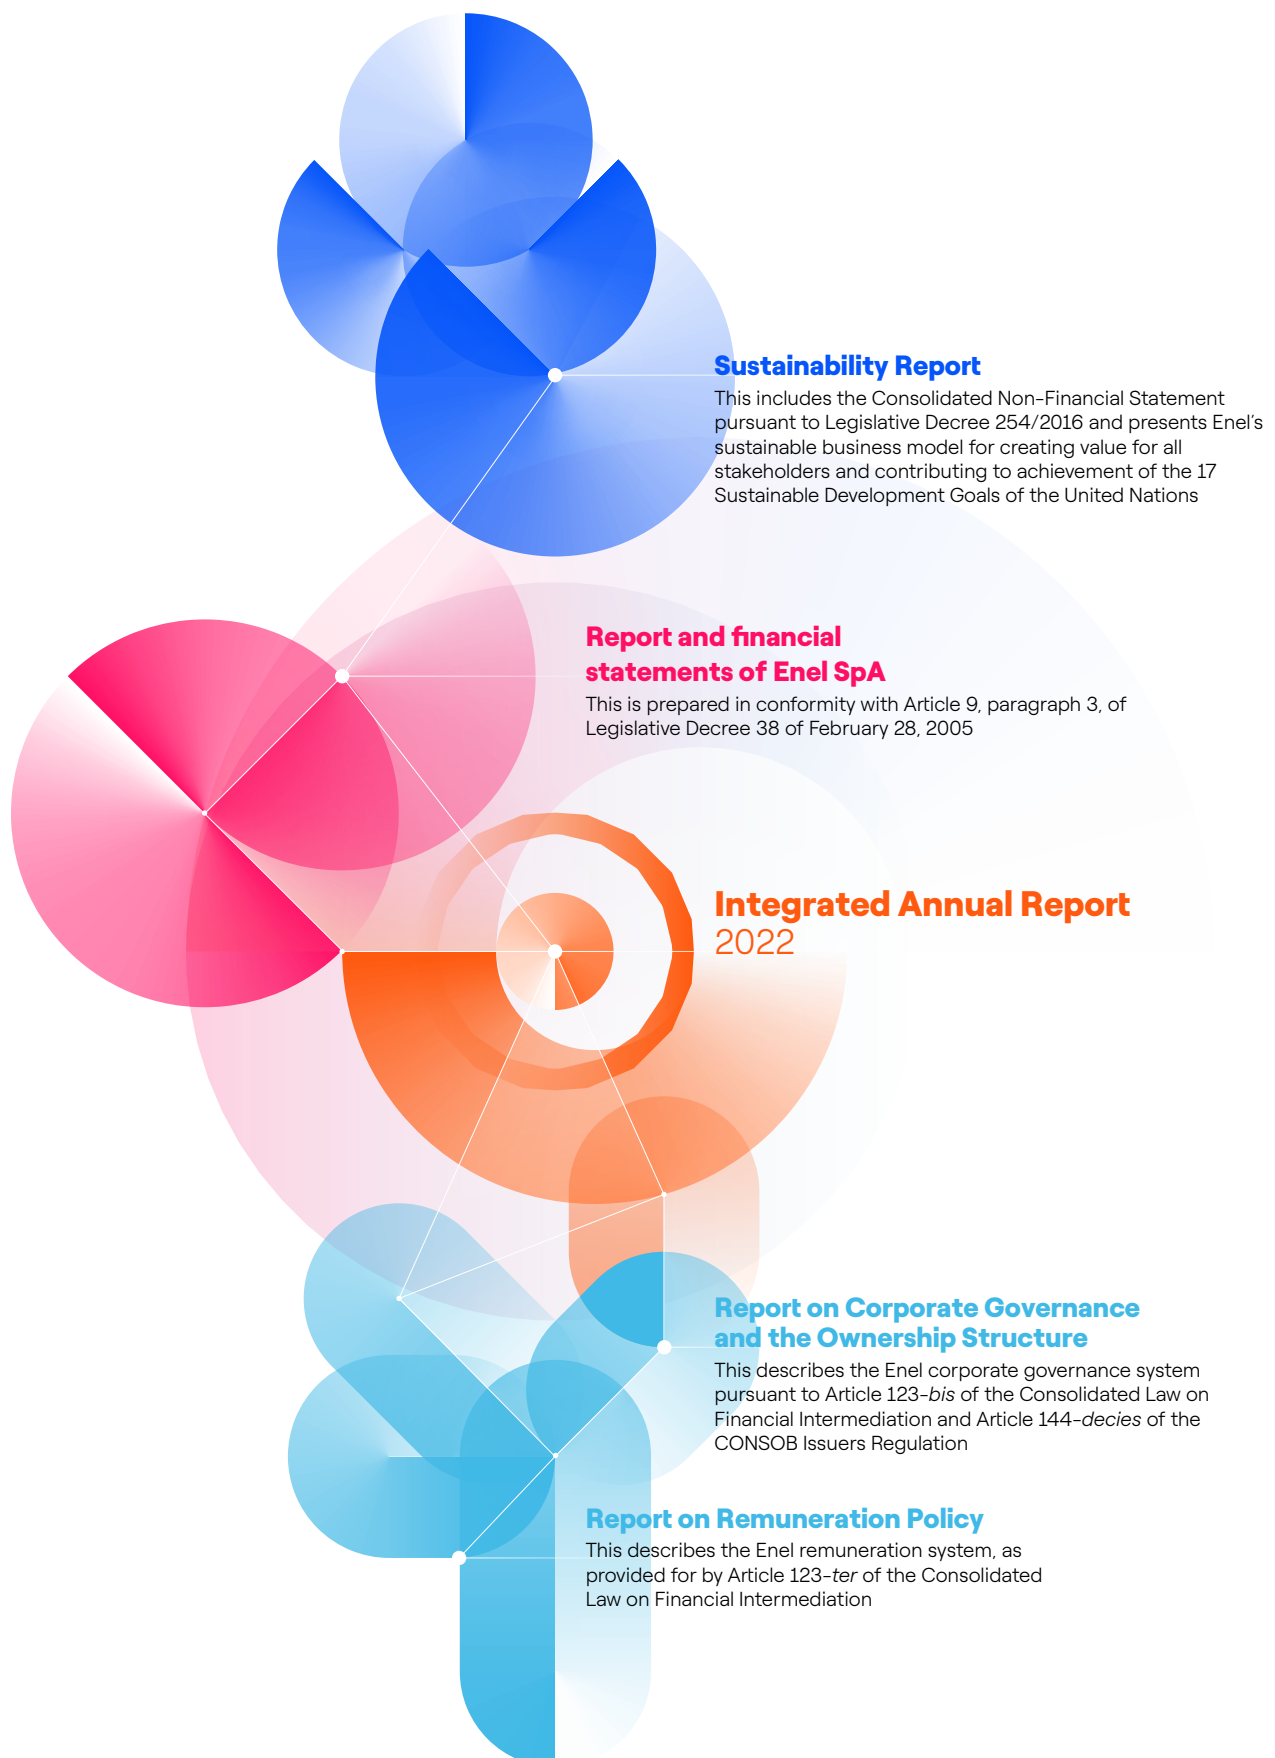 Sustainability Report
This includes the Consolidated Non-Financial Statement
pursuant to Legislative Decree 254/2016 and presents Enel’s
sustainable business model for creating value for all
stakeholders and contributing to achievement of the 17
Sustainable Development Goals of the United Nations
Report and financial
statements of Enel SpA
This is prepared in conformity with Article 9, paragraph 3, of
Legislative Decree 38 of February 28, 2005
Integrated Annual Report
2022
Report on Corporate Governance
and the Ownership Structure
This describes the Enel corporate governance system
pursuant to Article 123-bis of the Consolidated Law on
Financial Intermediation and Article 144-decies of the
CONSOB Issuers Regulation
Report on Remuneration Policy
This describes the Enel remuneration system, as
provided for by Article 123-ter of the Consolidated
Law on Financial Intermediation